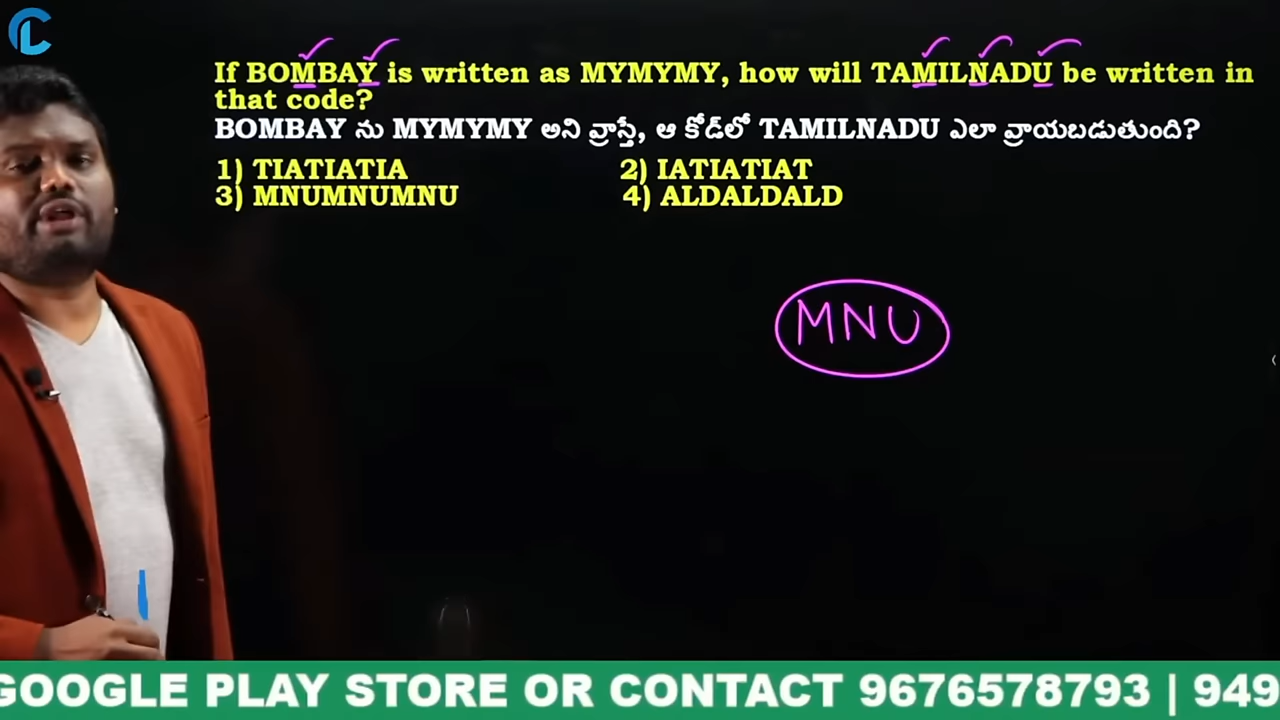 If BOMBAY is written as MYMYMY, how will TAMILNADU be written in
that code?
BOMBAY ను MYMYMY అని వ్రాస్తే, ఆ కోడ్‌లో TAMILNADU ఎలా వ్రాయబడుతుంది?
1) TIATIATIA 2) IATIATIAT
3) MNUMNUMNU 4) ALDALDALD
MNU
GOOGLE PLAY STORE OR CONTACT 9676578793 | 949